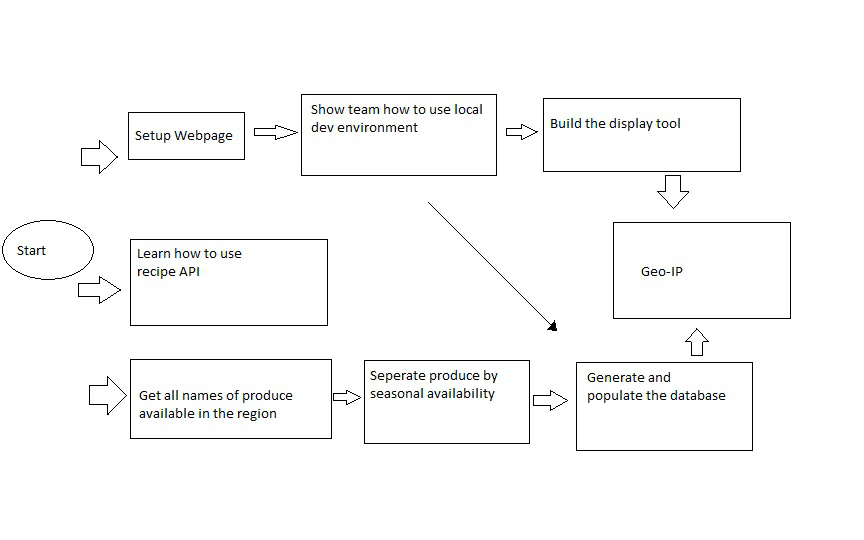 Setup Webpage
Show team how to use local
dev environment
Build the display tool
Start
Learn how to use
recipe API
Geo-IP
Get all names of produce
available in the region
Seperate produce by
seasonal availability
Generate and
populate the database